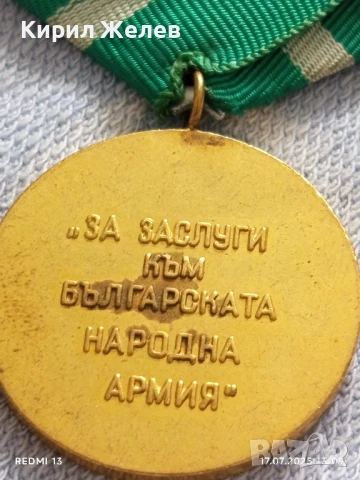 Кирил Желев
„ЗА ЗАСЛУГИ
КЪМ
БЪЛГАРСКАТА
НАРОДНА
АРМИЯ"
REDMI 13
17.07.2025